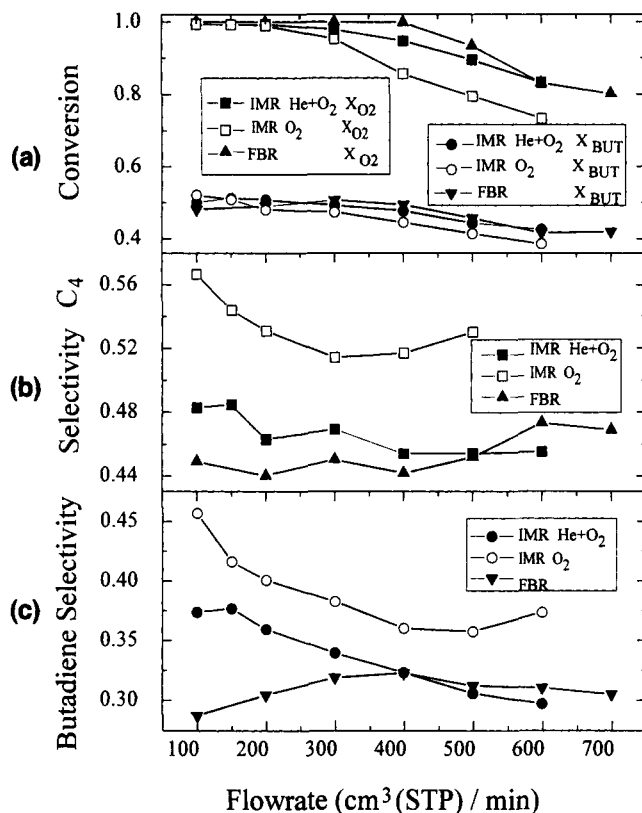 (a)
Conversion
1.0
0.8
0.6
0.4
IMR He+O2 XO2
IMR O2 XO2
FBR XO2
IMR He+O2 XBUT
IMR O2 XBUT
FBR XBUT
(b)
Selectivity C4
0.56
0.52
0.48
0.44
IMR He+O2
IMR O2
FBR
(c)
Butadiene Selectivity
0.45
0.40
0.35
0.30
IMR He+O2
IMR O2
FBR
100 200 300 400 500 600 700
Flowrate (cm3(STP) / min)